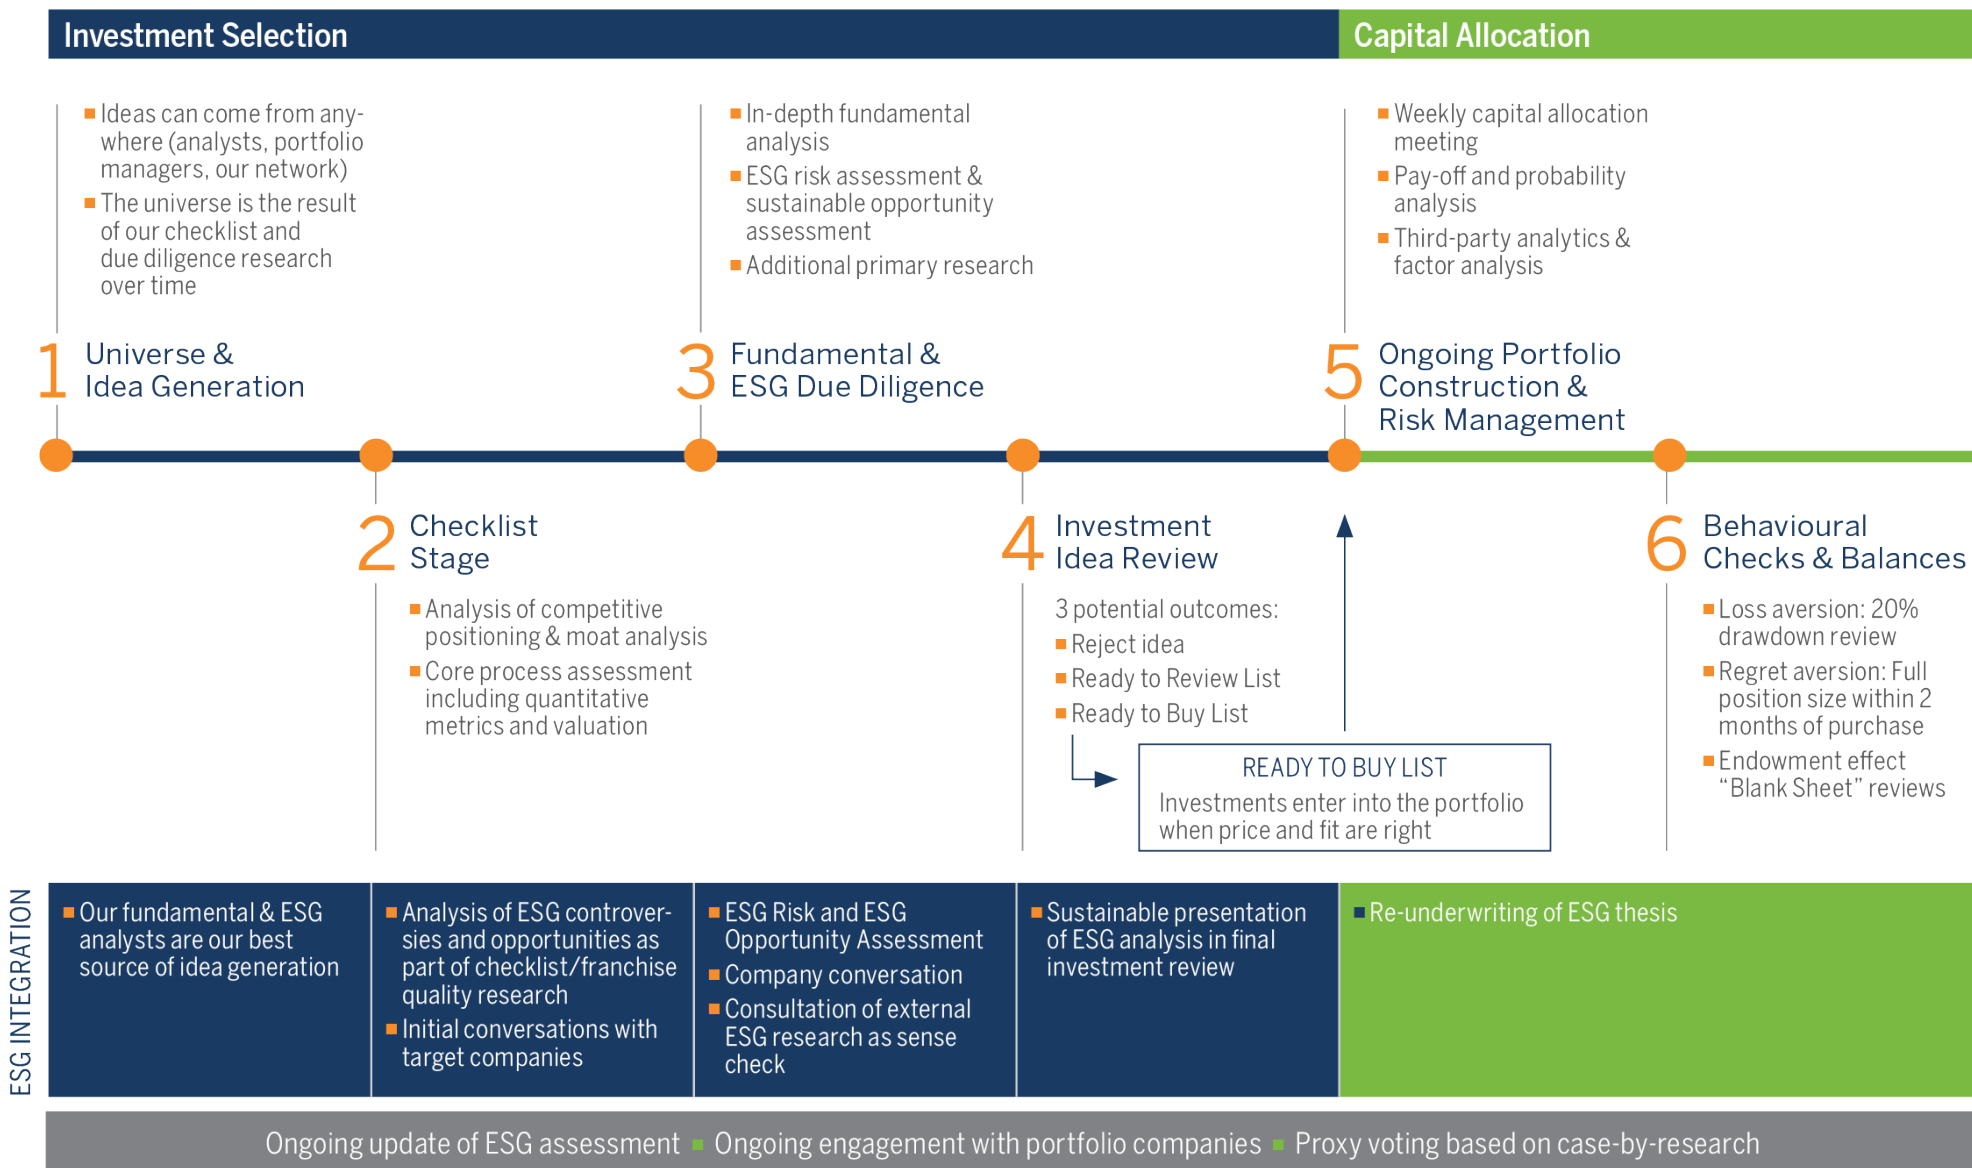 Investment Selection
Capital Allocation
Ideas can come from any-
where (analysts, portfolio
managers, our network)
The universe is the result
of our checklist and
due diligence research
over time
1 Universe &
Idea Generation
In-depth fundamental
analysis
ESG risk assessment &
sustainable opportunity
assessment
Additional primary research
3 Fundamental &
ESG Due Diligence
Weekly capital allocation
meeting
Pay-off and probability
analysis
Third-party analytics &
factor analysis
5 Ongoing Portfolio
Construction &
Risk Management
2 Checklist
Stage
Analysis of competitive
positioning & moat analysis
Core process assessment
including quantitative
metrics and valuation
4 Investment
Idea Review
3 potential outcomes:
Reject idea
Ready to Review List
Ready to Buy List
READY TO BUY LIST
Investments enter into the portfolio
when price and fit are right
6 Behavioural
Checks & Balances
Loss aversion: 20%
drawdown review
Regret aversion: Full
position size within 2
months of purchase
Endowment effect
“Blank Sheet” reviews
ESG INTEGRATION
Our fundamental & ESG
analysts are our best
source of idea generation
Analysis of ESG controver-
sies and opportunities as
part of checklist/franchise
quality research
Initial conversations with
target companies
ESG Risk and ESG
Opportunity Assessment
Company conversation
Consultation of external
ESG research as sense
check
Sustainable presentation
of ESG analysis in final
investment review
Re-underwriting of ESG thesis
Ongoing update of ESG assessment ■ Ongoing engagement with portfolio companies ■ Proxy voting based on case-by-research